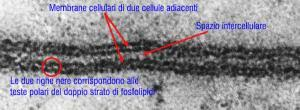 Membrane cellulari di due cellule adiacenti
Spazio intercellulare
Le due righe nere corrispondono alle
teste polari del doppio strato di fosfolipidi